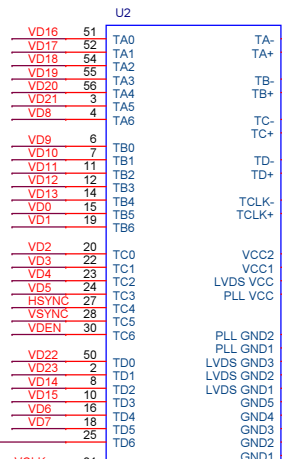 U2
VD16 51 TA0 TA-
VD17 52 TA1 TA+
VD18 54 TA2
VD19 55 TA3 TB-
VD20 56 TA4 TB+
VD21 3 TA5
VD8 4 TA6 TC-
TC+
VD9 6 TB0
VD10 7 TB1 TD-
VD11 11 TB2 TD+
VD12 12 TB3
VD13 14 TB4 TCLK-
VD0 15 TB5 TCLK+
VD1 19 TB6
VD2 20 TC0 VCC2
VD3 22 TC1 VCC1
VD4 23 TC2 LVDS VCC
VD5 24 TC3 PLL VCC
HSYNC 27 TC4
VSYNC 28 TC5
VDEN 30 TC6 PLL GND2
PLL GND1
VD22 50 TD0 LVDS GND3
VD23 2 TD1 LVDS GND2
VD14 8 TD2 LVDS GND1
VD15 10 TD3 GND5
VD6 16 TD4 GND4
VD7 18 TD5 GND3
25 TD6 GND2
GND1